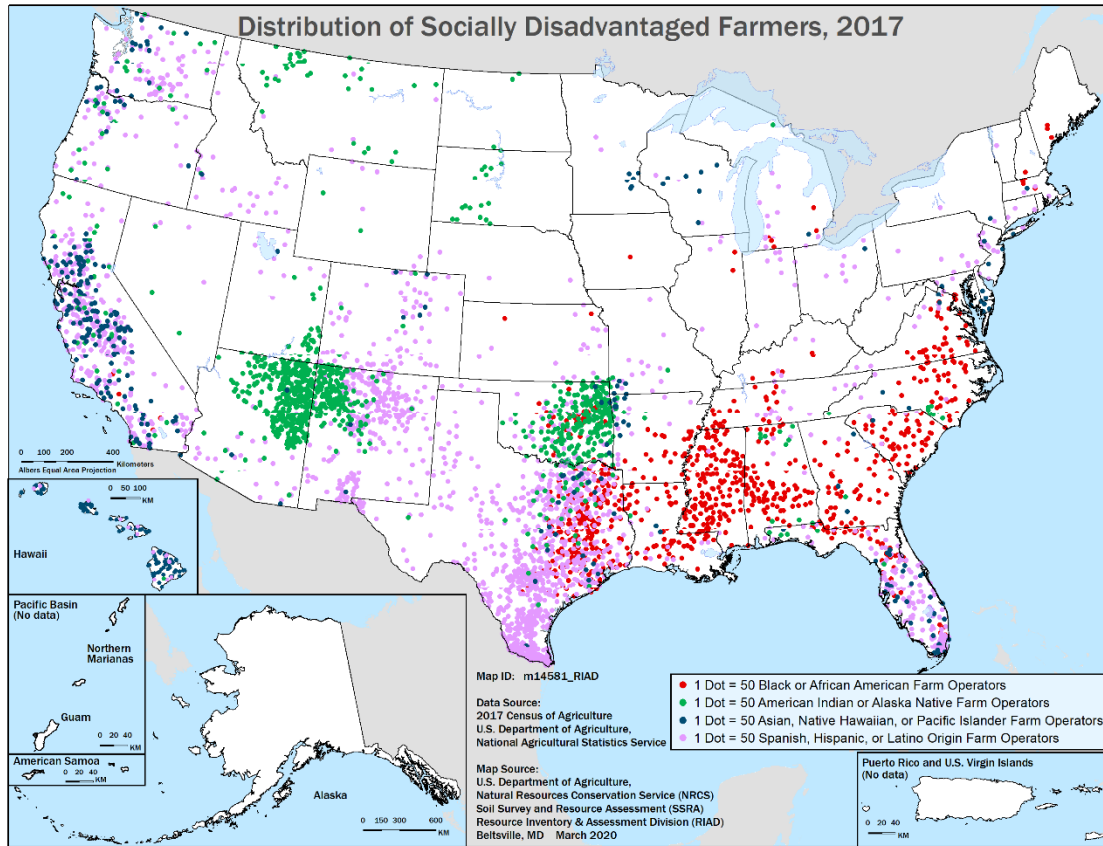 Distribution of Socially Disadvantaged Farmers, 2017
0 100 200 400
Kilometers
Albers Equal Area Projection
0 50 100
KM
Hawaii
Pacific Basin
(No data)
Northern
Marianas
Guam
0 20 40
KM
American Samoa
0 20 40
KM
Alaska
0 150 300 600
KM
Map ID: m14581_RIAD
Data Source:
2017 Census of Agriculture
U.S. Department of Agriculture,
National Agricultural Statistics Service
Map Source:
U.S. Department of Agriculture,
Natural Resources Conservation Service (NRCS)
Soil Survey and Resource Assessment (SSRA)
Resource Inventory & Assessment Division (RIAD)
Beltsville, MD March 2020
1 Dot = 50 Black or African American Farm Operators
1 Dot = 50 American Indian or Alaska Native Farm Operators
1 Dot = 50 Asian, Native Hawaiian, or Pacific Islander Farm Operators
1 Dot = 50 Spanish, Hispanic, or Latino Origin Farm Operators
Puerto Rico and U.S. Virgin Islands
(No data)
0 20 40
KM